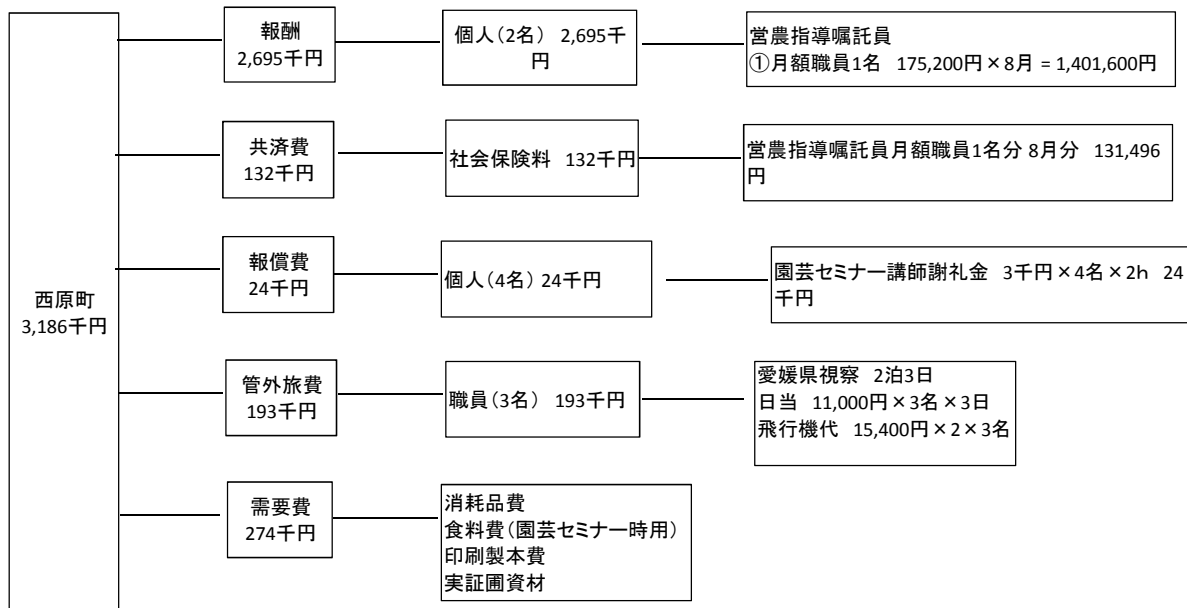 西原町
3,186千円
報酬
2,695千円
個人（2名） 2,695千
円
営農指導嘱託員
①月額職員1名 175,200円×8月 = 1,401,600円
共済費
132千円
社会保険料 132千円
営農指導嘱託員月額職員1名分 8月分 131,496
円
報償費
24千円
個人（4名） 24千円
園芸セミナー講師謝礼金 3千円×4名×2h 24
千円
管外旅費
193千円
職員（3名） 193千円
愛媛県視察 2泊3日
日当 11,000円×3名×3日
飛行機代 15,400円×2×3名
需要費
274千円
消耗品費
食料費（園芸セミナー時用）
印刷製本費
実証圃資材